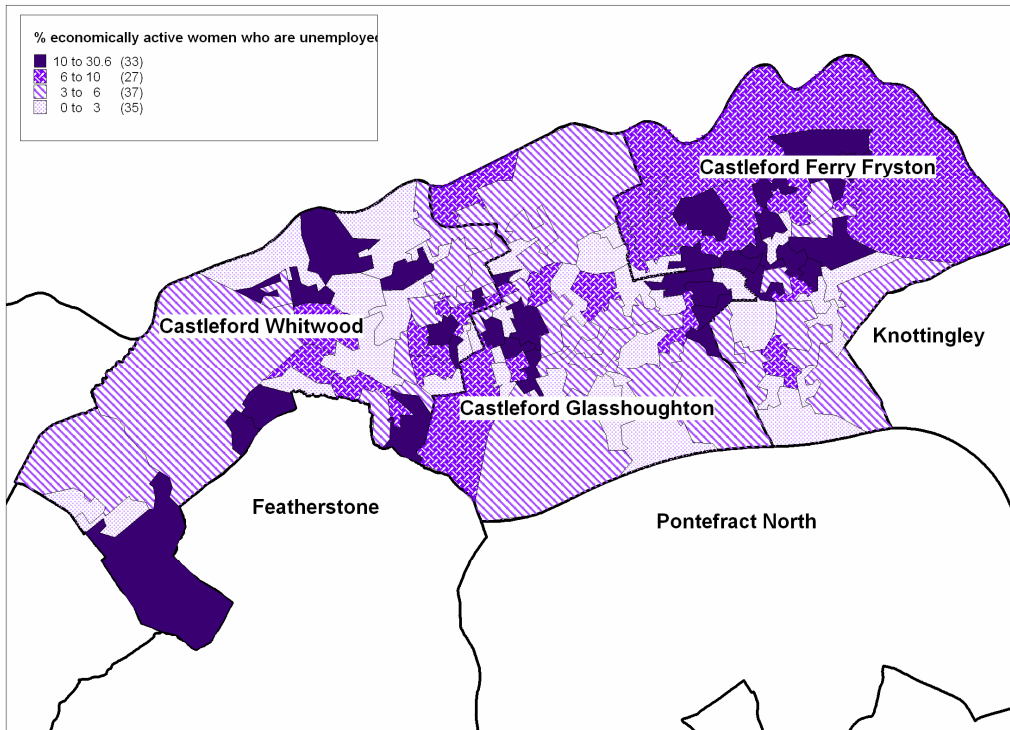 % economically active women who are unemployed
10 to 30.6 (33)
6 to 10 (27)
3 to 6 (37)
0 to 3 (35)
Castleford Ferry Fryston
Castleford Whitwood
Knottingley
Castleford Glasshoughton
Featherstone
Pontefract North